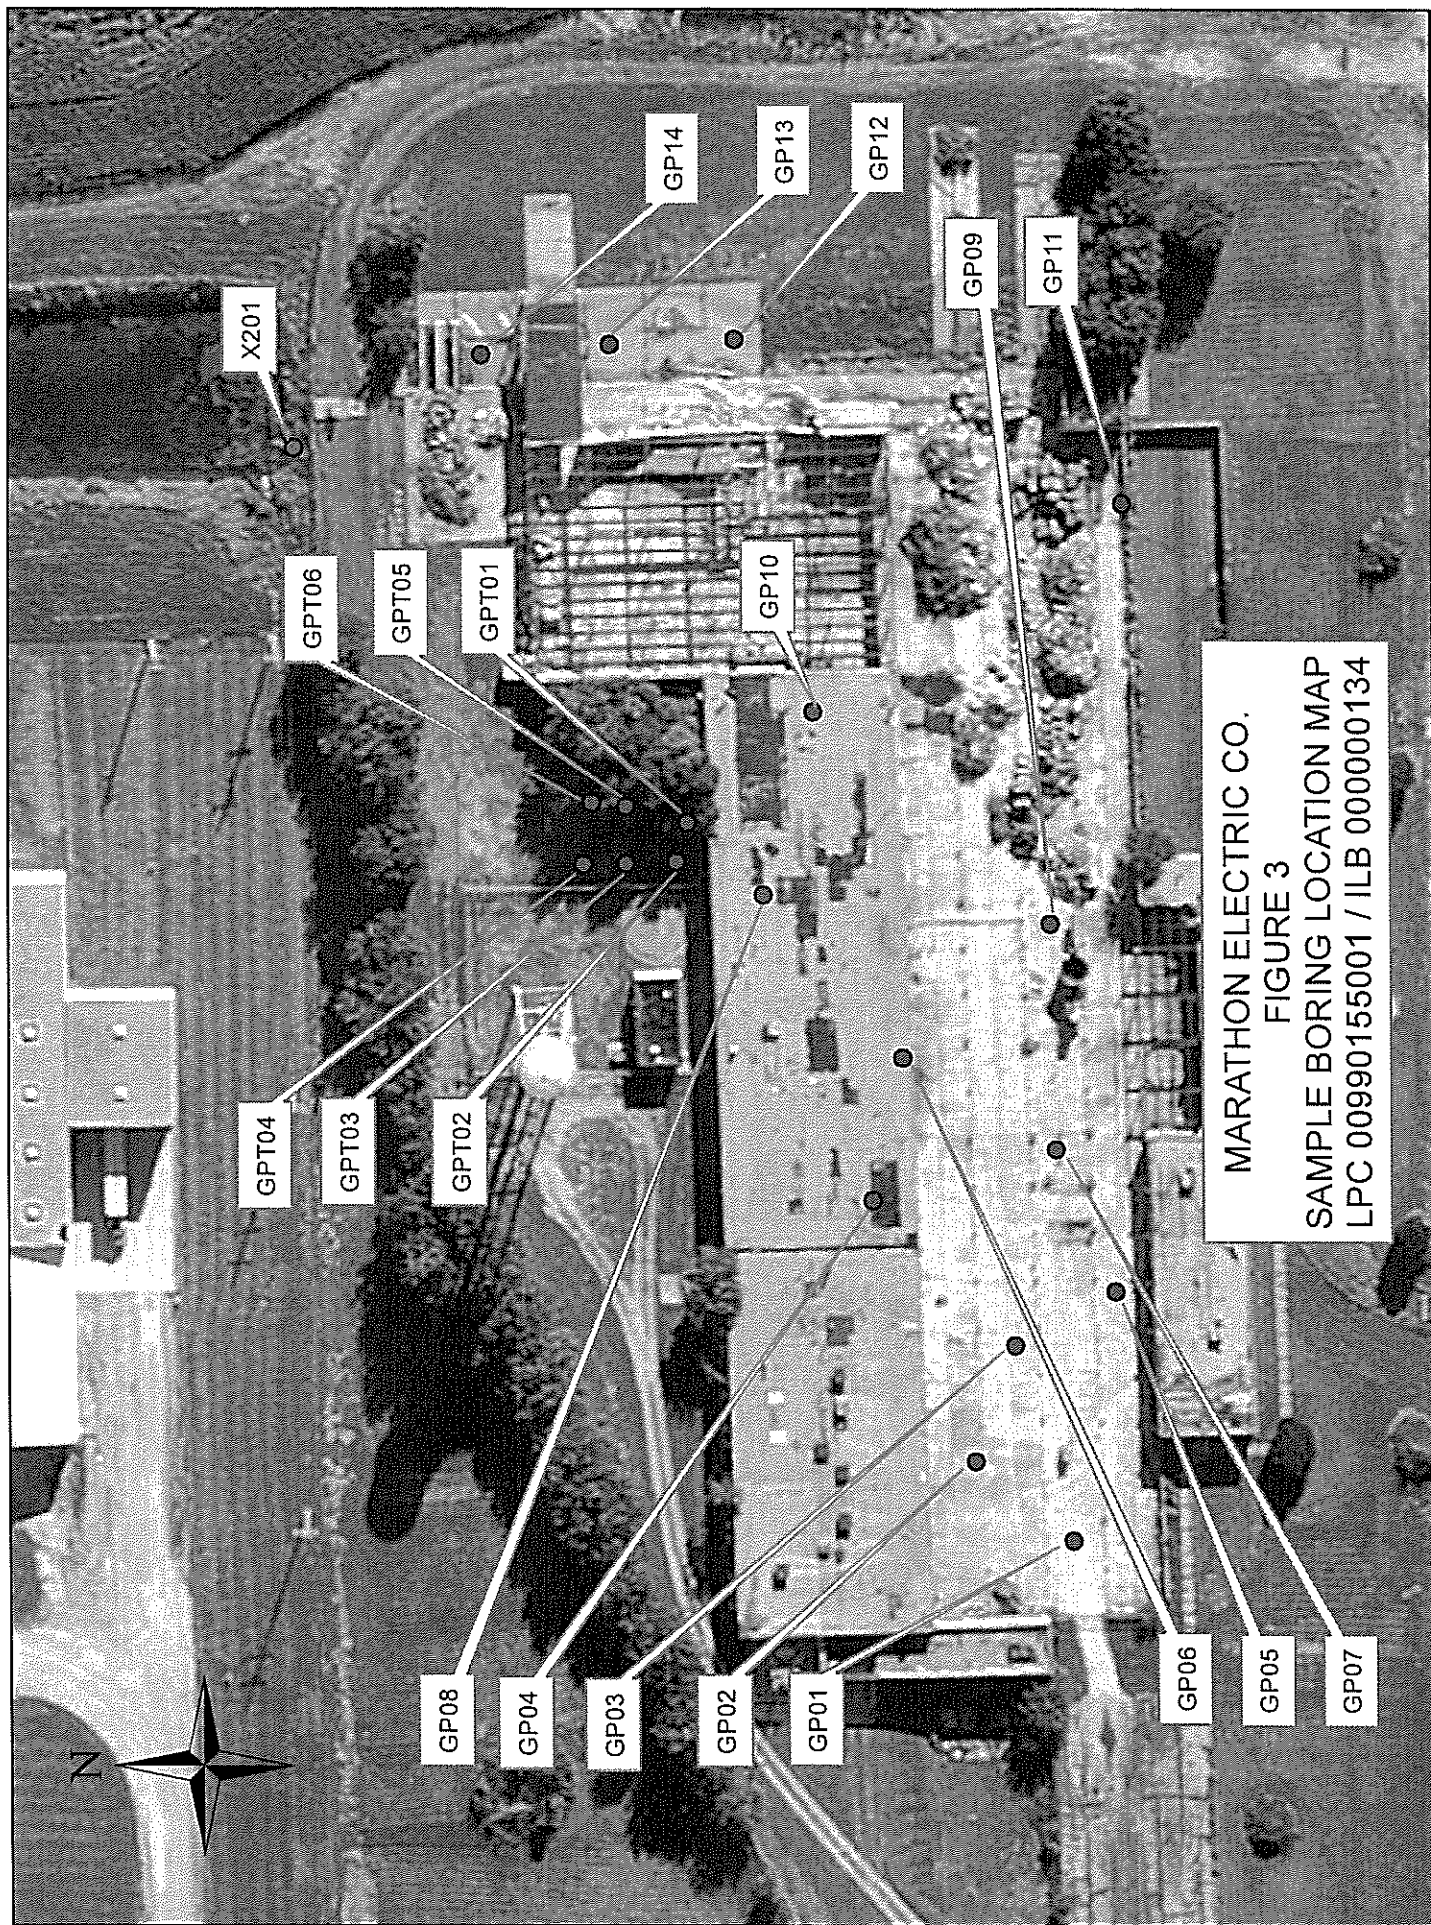 N
X201
GP14
GP13
GP12
GPT06
GPT05
GPT01
GP10
GP09
GP11
GPT04
GPT03
GPT02
GP08
GP04
GP03
GP02
GP01
GP06
GP05
GP07
MARATHON ELECTRIC CO.
FIGURE 3
SAMPLE BORING LOCATION MAP
LPC 00990155001 / ILB 000000134